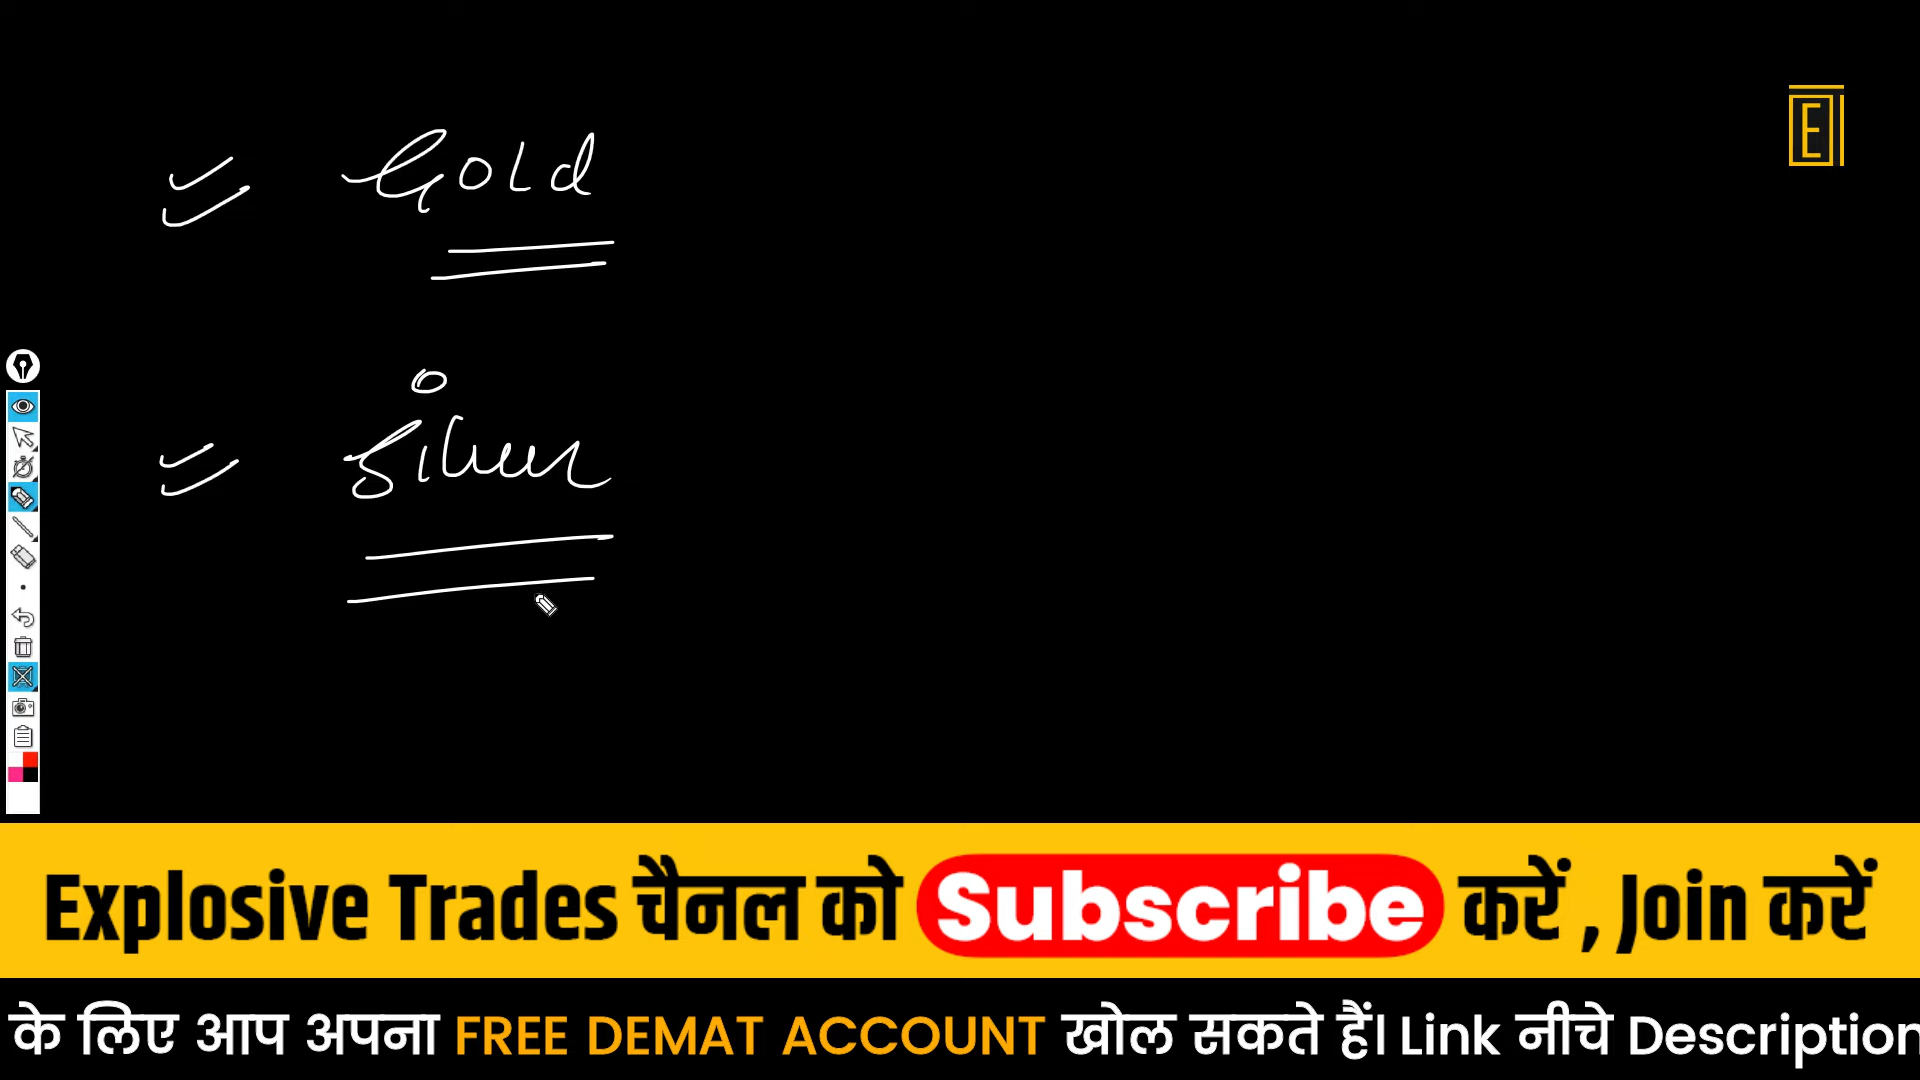 Gold
Silver
E
Explosive Trades चैनल को Subscribe करें , Join करें
के लिए आप अपना FREE DEMAT ACCOUNT खोल सकते हैं। Link नीचे Description